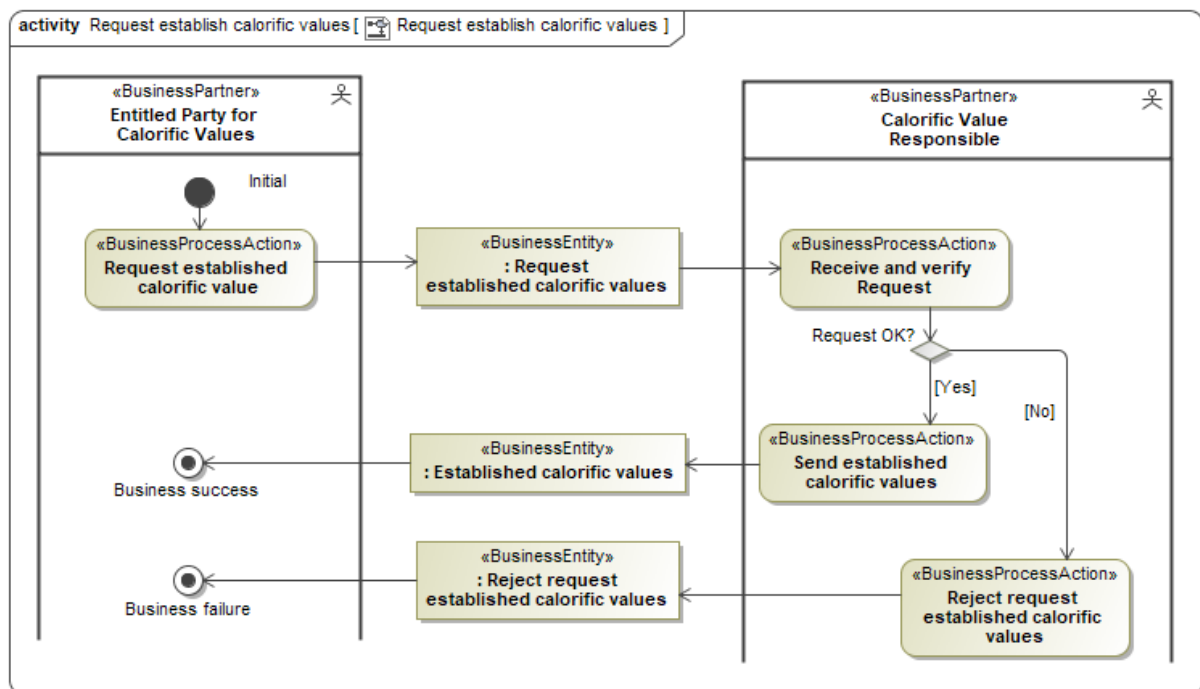 activity Request establish calorific values [ Request establish calorific values ]
«BusinessPartner»
Entitled Party for
Calorific Values
«BusinessPartner»
Calorific Value
Responsible
Initial
«BusinessProcessAction»
Request established
calorific value
«BusinessEntity»
: Request
established calorific values
«BusinessProcessAction»
Receive and verify
Request
Request OK?
[Yes]
[No]
«BusinessProcessAction»
Send established
calorific values
«BusinessEntity»
: Established calorific values
Business success
«BusinessProcessAction»
Reject request
established calorific
values
«BusinessEntity»
: Reject request
established calorific values
Business failure